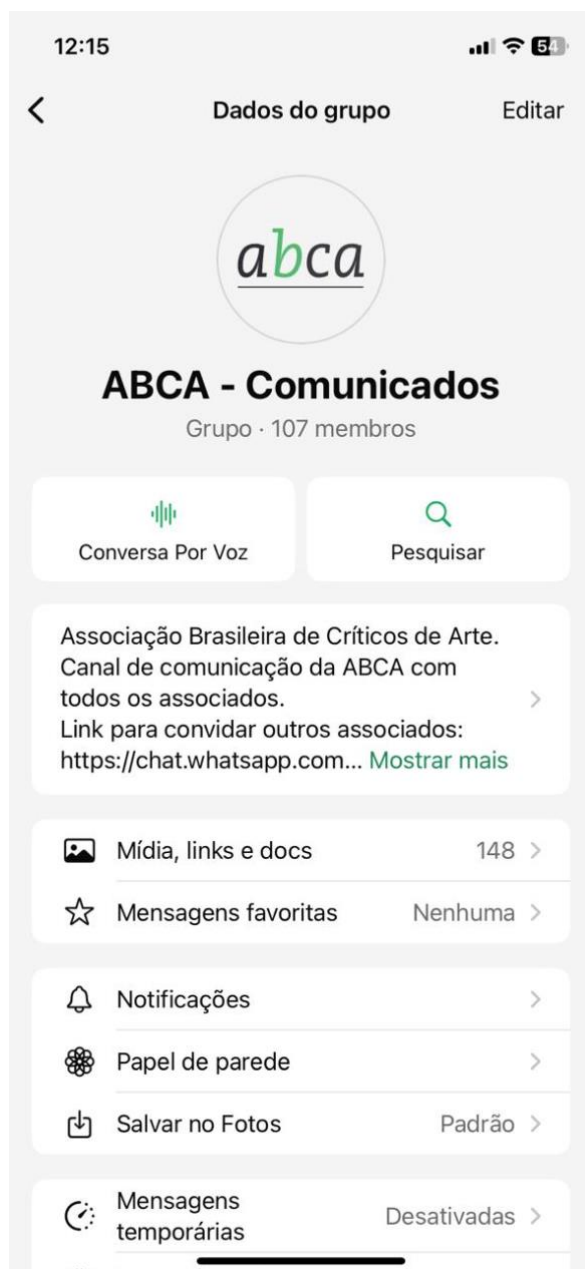 12:15
54
Dados do grupo
Editar
abca
ABCA - Comunicados
Grupo · 107 membros
Conversa Por Voz
Pesquisar
Associação Brasileira de Críticos de Arte.
Canal de comunicação da ABCA com
todos os associados.
Link para convidar outros associados:
https://chat.whatsapp.com... Mostrar mais
Mídia, links e docs 148
Mensagens favoritas Nenhuma
Notificações
Papel de parede
Salvar no Fotos Padrão
Mensagens
temporárias
Desativadas